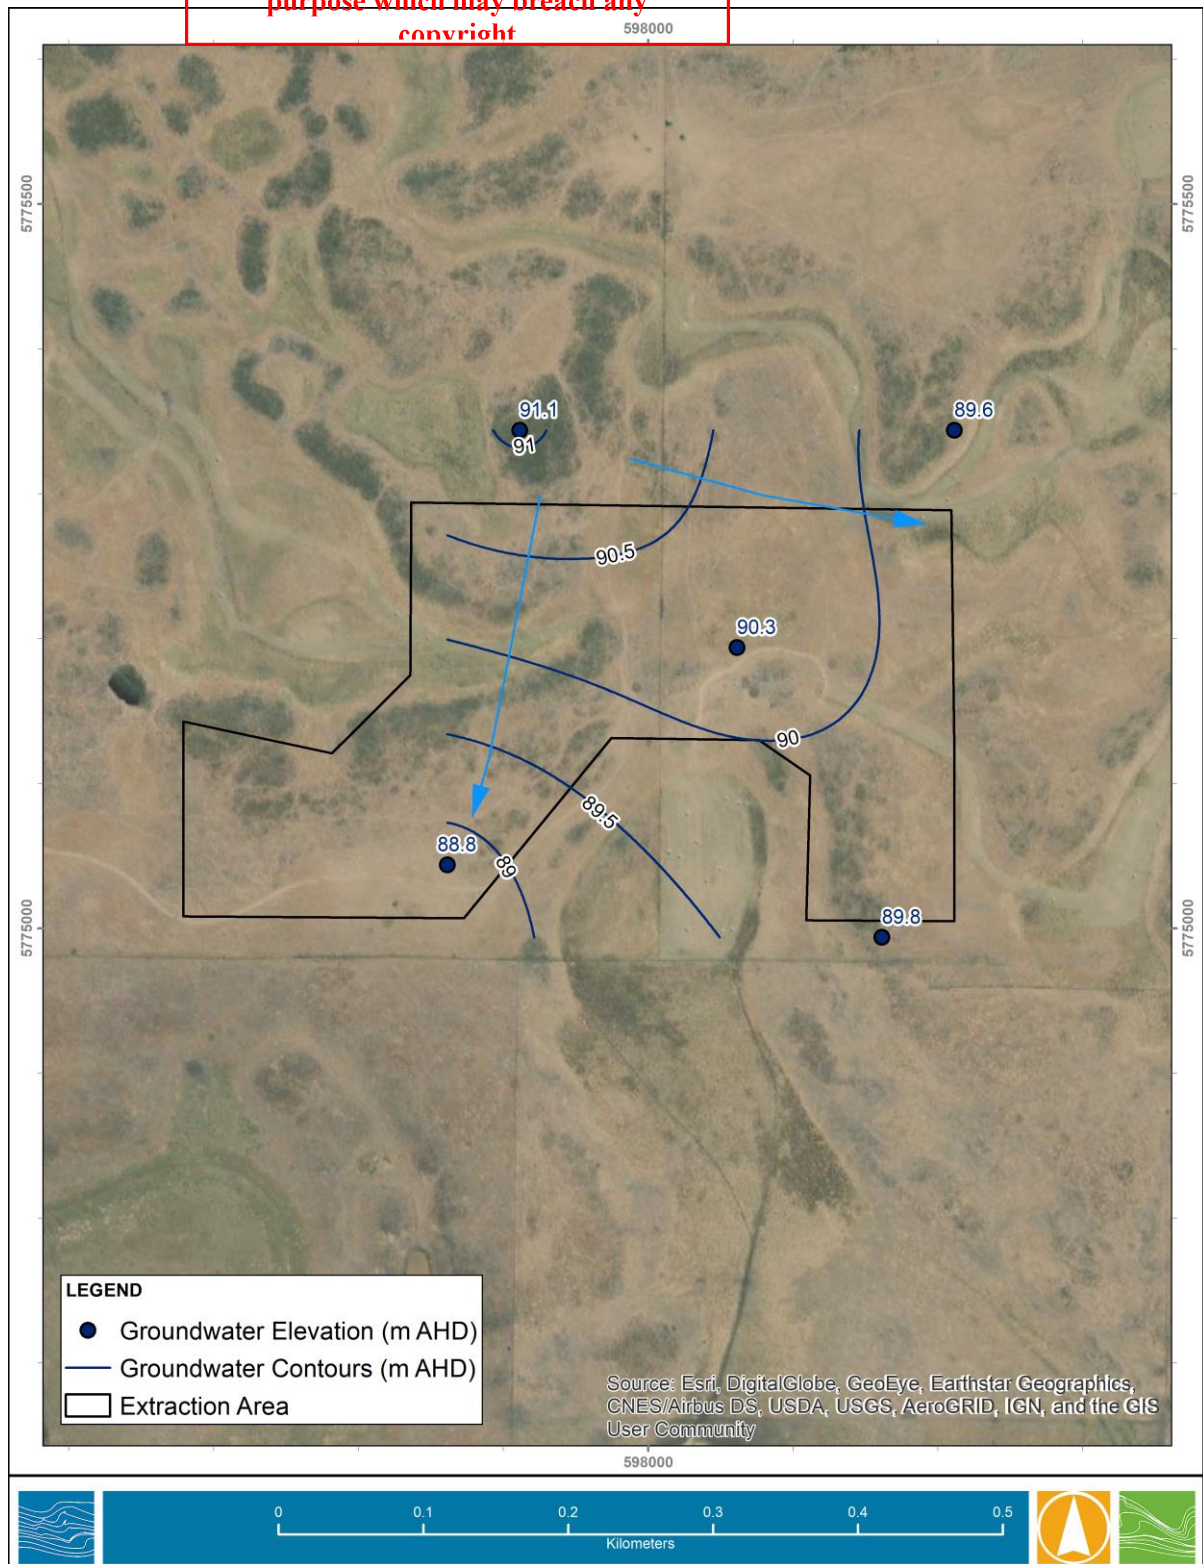 purpose which may breach any
copyright
598000
5775500
5775500
91.1
91
89.6
90.5
90.3
90
89.5
88.8
89
89.8
5775000
5775000
LEGEND
Groundwater Elevation (m AHD)
Groundwater Contours (m AHD)
Extraction Area
Source: Esri, DigitalGlobe, GeoEye, Earthstar Geographics,
CNES/Airbus DS, USDA, USGS, AeroGRID, IGN, and the GIS
User Community
598000
0 0.1 0.2 0.3 0.4 0.5
Kilometers